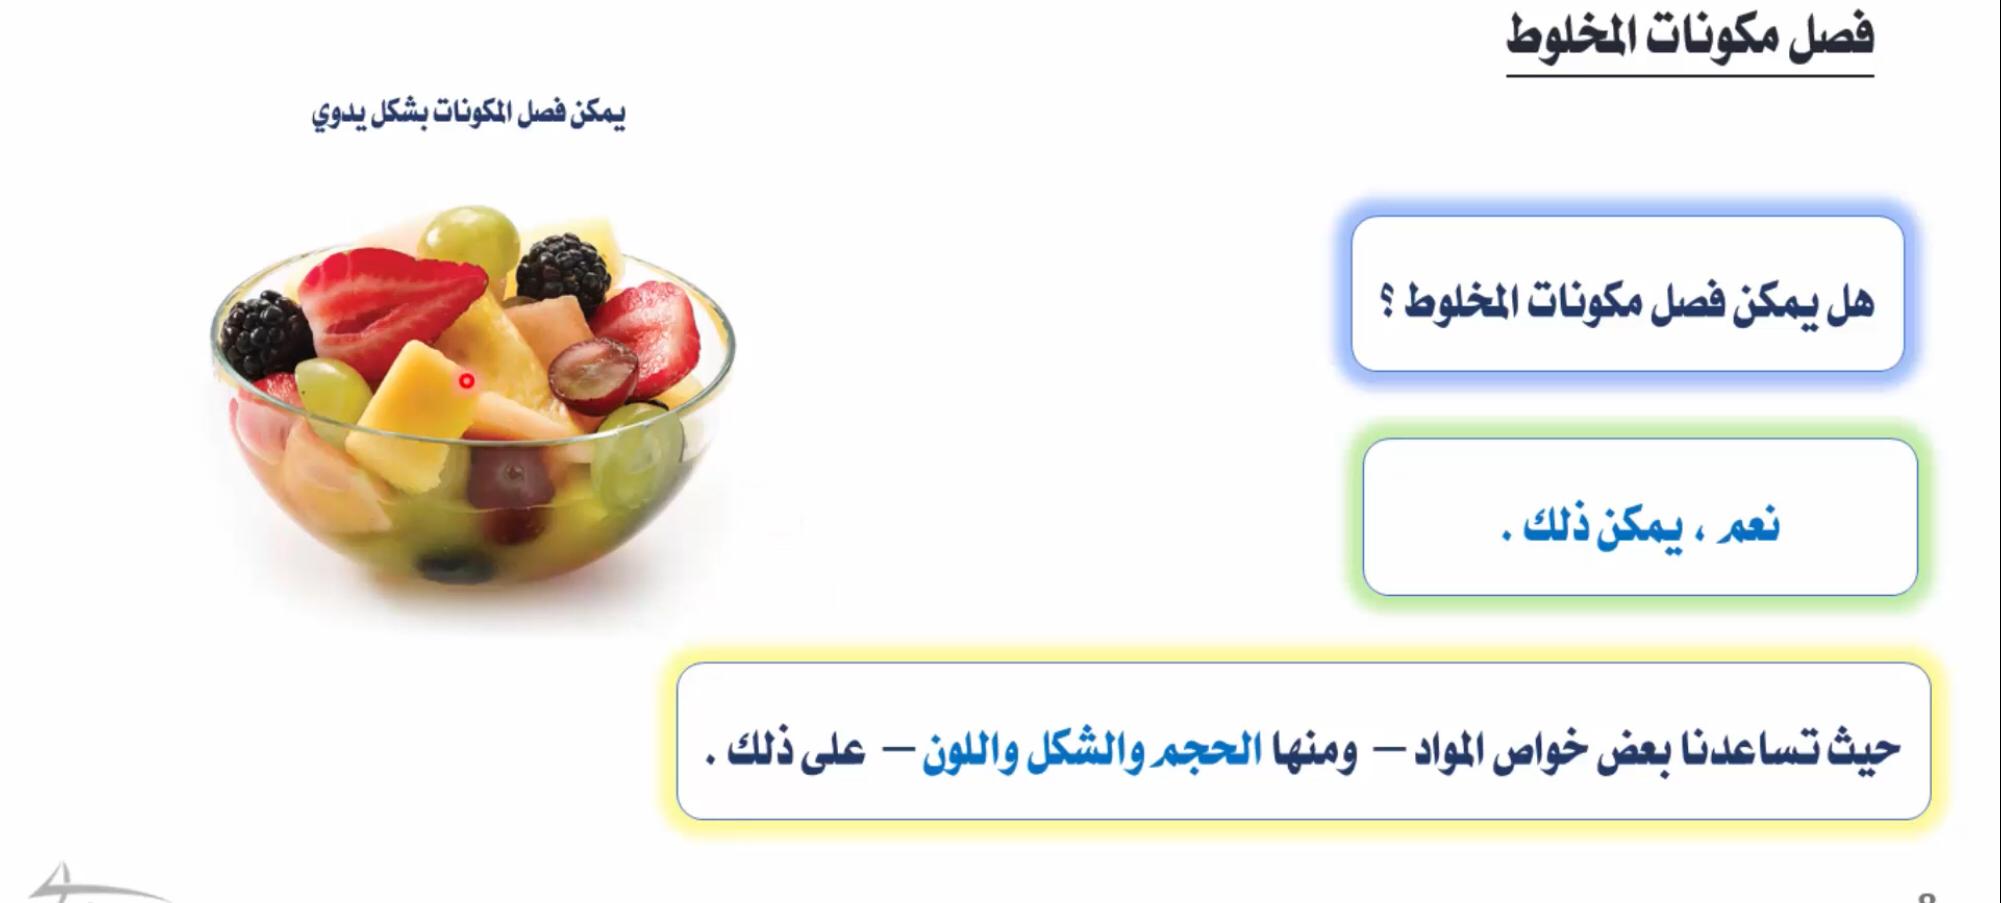 فصل مكونات المخلوط
يمكن فصل المكونات بشكل يدوي
هل يمكن فصل مكونات المخلوط ؟
نعم ، يمكن ذلك .
حيث تساعدنا بعض خواص المواد – ومنها الحجم والشكل واللون – على ذلك .